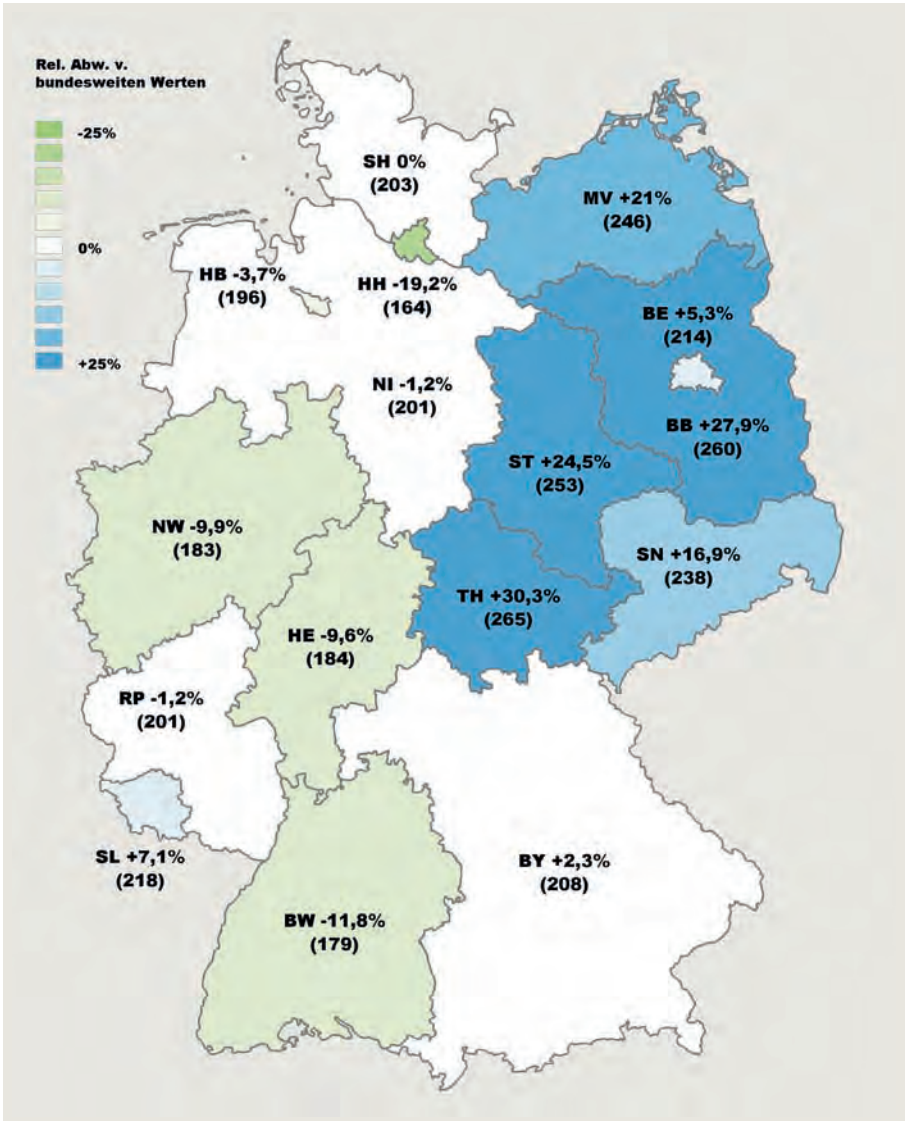 Rel. Abw. v.
bundesweiten Werten
-25%
0%
+25%
SH 0%
(203)
MV +21%
(246)
HB -3,7%
(196)
HH -19,2%
(164)
BE +5,3%
(214)
NI -1,2%
(201)
BB +27,9%
(260)
ST +24,5%
(253)
NW -9,9%
(183)
SN +16,9%
(238)
TH +30,3%
(265)
HE -9,6%
(184)
RP -1,2%
(201)
SL +7,1%
(218)
BY +2,3%
(208)
BW -11,8%
(179)